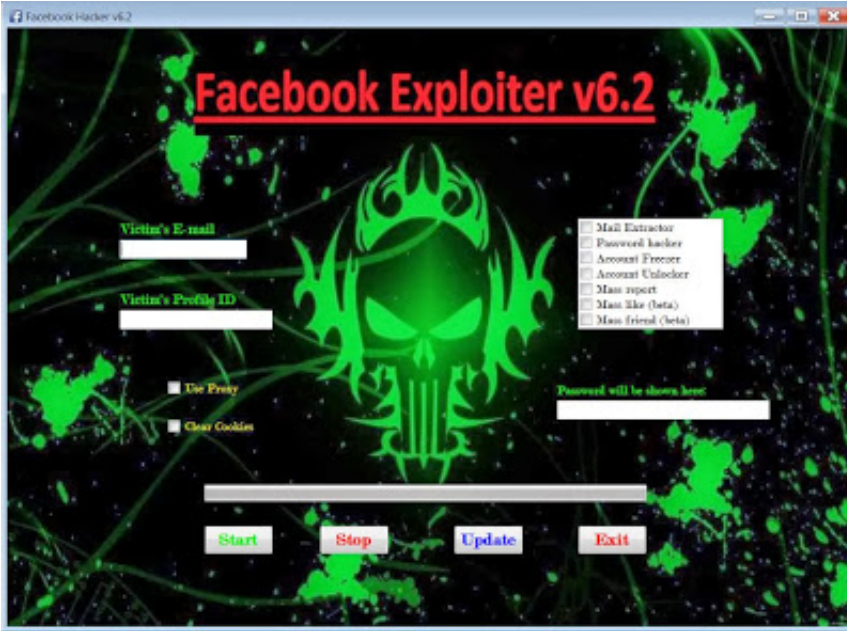 Facebook Hacker v6.2
Facebook Exploiter v6.2
Victim's E-mail
Victim's Profile ID
Mail Extractor
Password hacker
Account Freezer
Account Unlocker
Mass report
Mass like (beta)
Mass friend (beta)
Use Proxy
Clear Cookies
Password will be shown here:
Start
Stop
Update
Exit